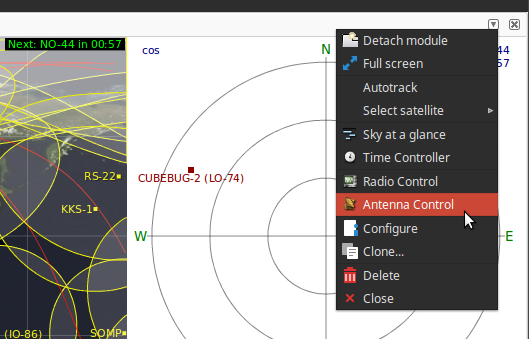 Next: NO-44 in 00:57
cos
N
44
57
RS-22
CUBEBUG-2 (LO-74)
KKS-1
W
E
(IO-86)
SOMP
Detach module
Full screen
Autotrack
Select satellite
Sky at a glance
Time Controller
Radio Control
Antenna Control
Configure
Clone...
Delete
Close